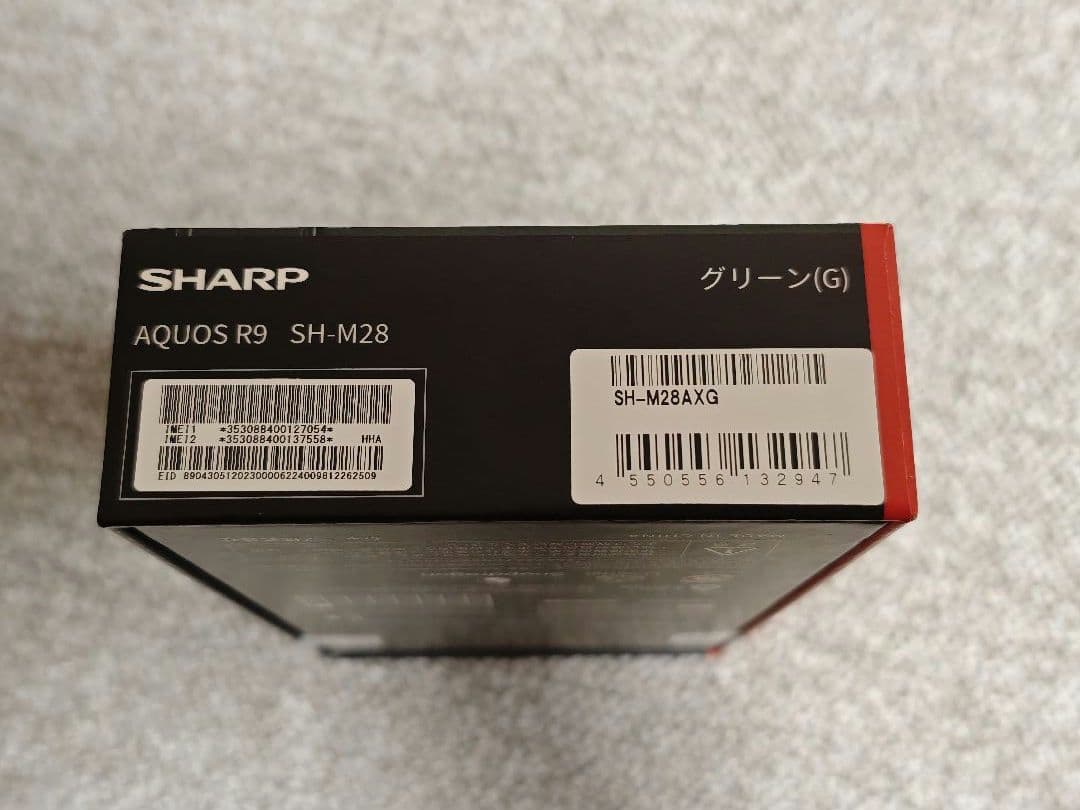 SHARP
グリーン(G)
AQUOS R9 SH-M28
IMEI1 *353088400127054*
IMEI2 *353088400137558* HHA
EID 89043051202300006224009812262509
SH-M28AXG
4 550556 132947